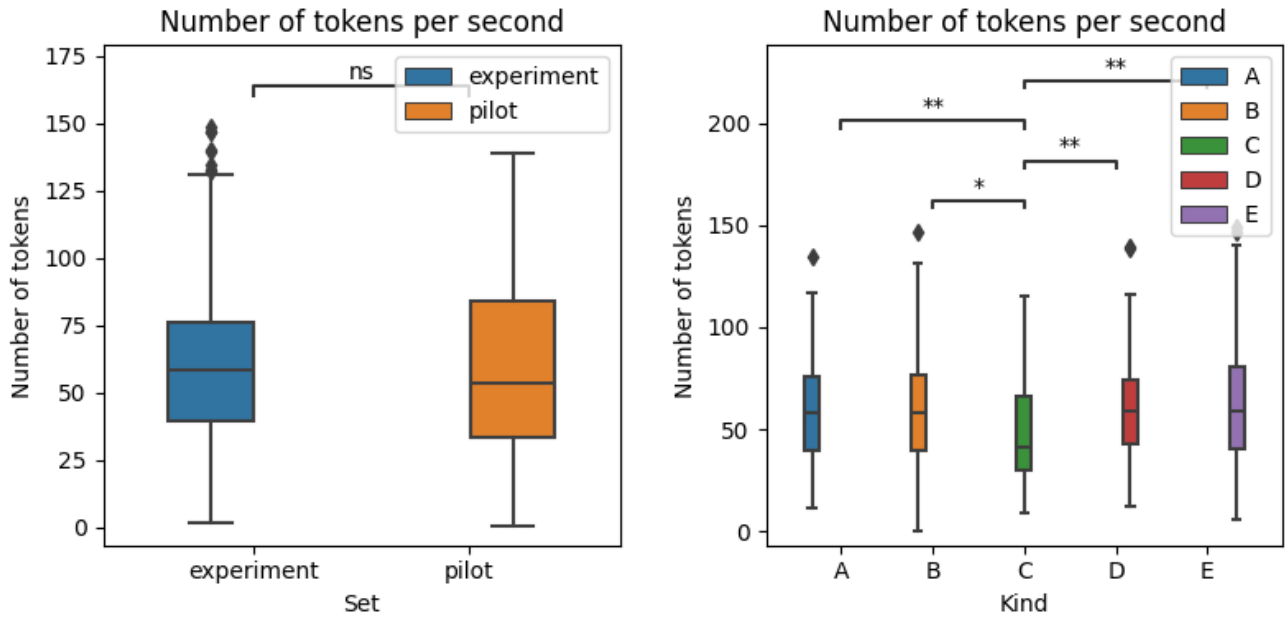 Number of tokens per second
Number of tokens
175
150
125
100
75
50
25
0
ns
experiment
pilot
experiment
pilot
Set
Number of tokens per second
Number of tokens
200
150
100
50
0
**
**
**
*
A
B
C
D
E
A
B
C
D
E
Kind